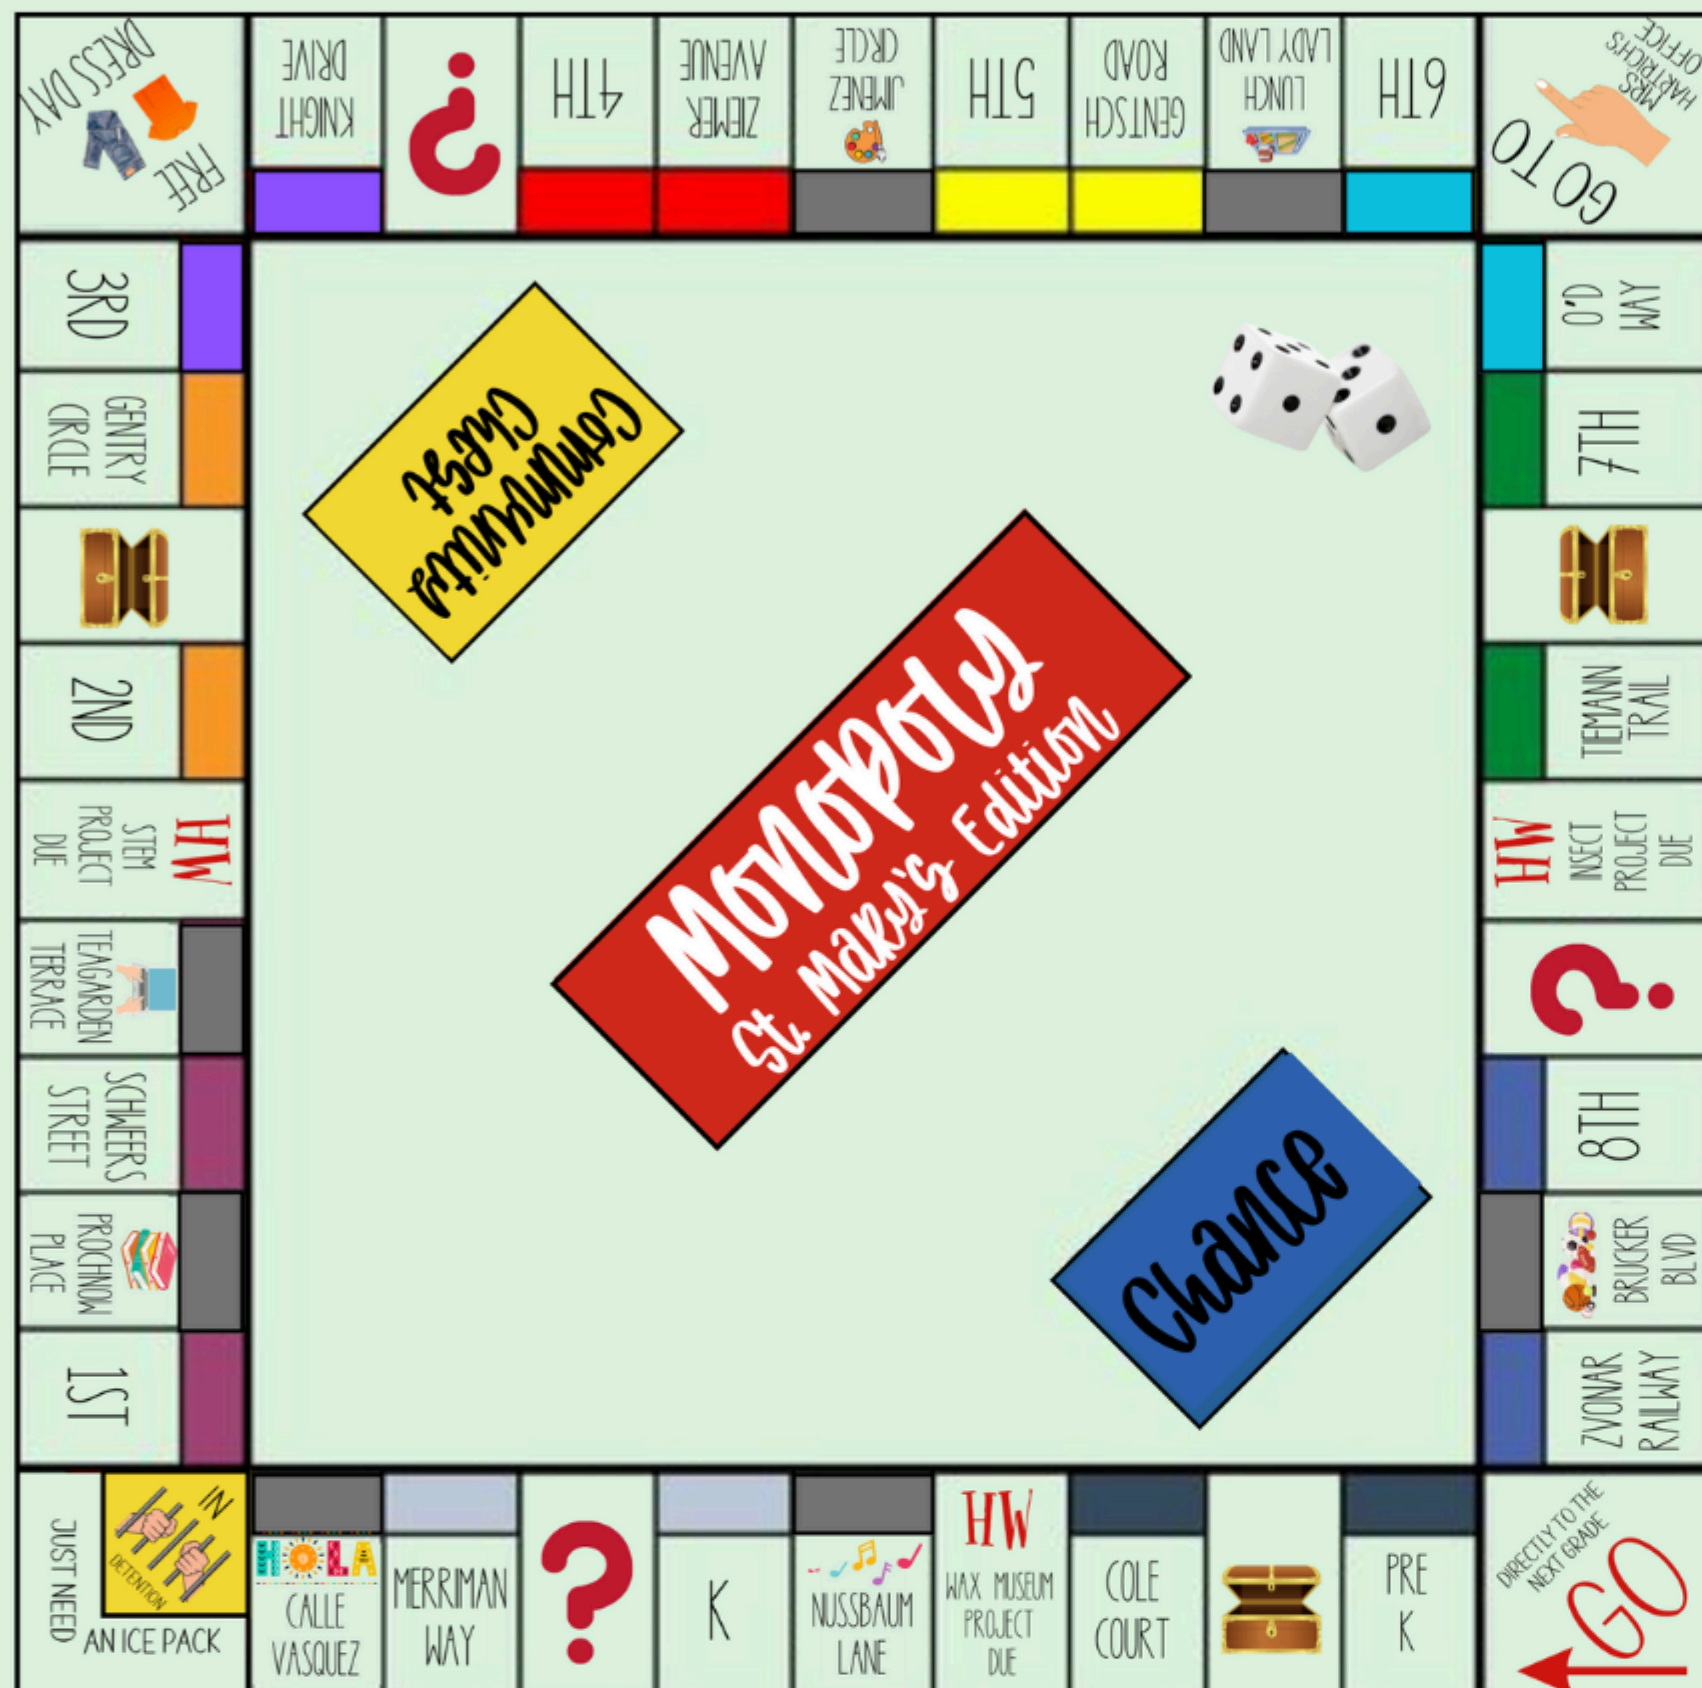 FREE
DRESS DAY
KNIGHT
DRIVE
?
4TH
ZIEMER
AVENUE
JIMENEZ
CIRCLE
5TH
GENTSCH
ROAD
LUNCH
LADY LAND
6TH
GO TO
MRS
HARTRICH'S
OFFICE
3RD
GENTRY
CIRCLE
2ND
HW
STEM
PROJECT
DUE
TEAGARDEN
TERRACE
SCHWEERS
STREET
PROCHNOW
PLACE
1ST
Community
Chest
Monopoly
St. Mary's Edition
Chance
O'D
WAY
7TH
TIEMANN
TRAIL
HW
INSECT
PROJECT
DUE
?
8TH
BRUCKER
BLVD
ZVONAR
RAILWAY
IN
DETENTION
JUST NEED
AN ICE PACK
HOLA
CALLE
VASQUEZ
MERRIMAN
WAY
?
K
NUSSBAUM
LANE
HW
WAX MUSEUM
PROJECT
DUE
COLE
COURT
PRE
K
DIRECTLY TO THE
NEXT GRADE
GO